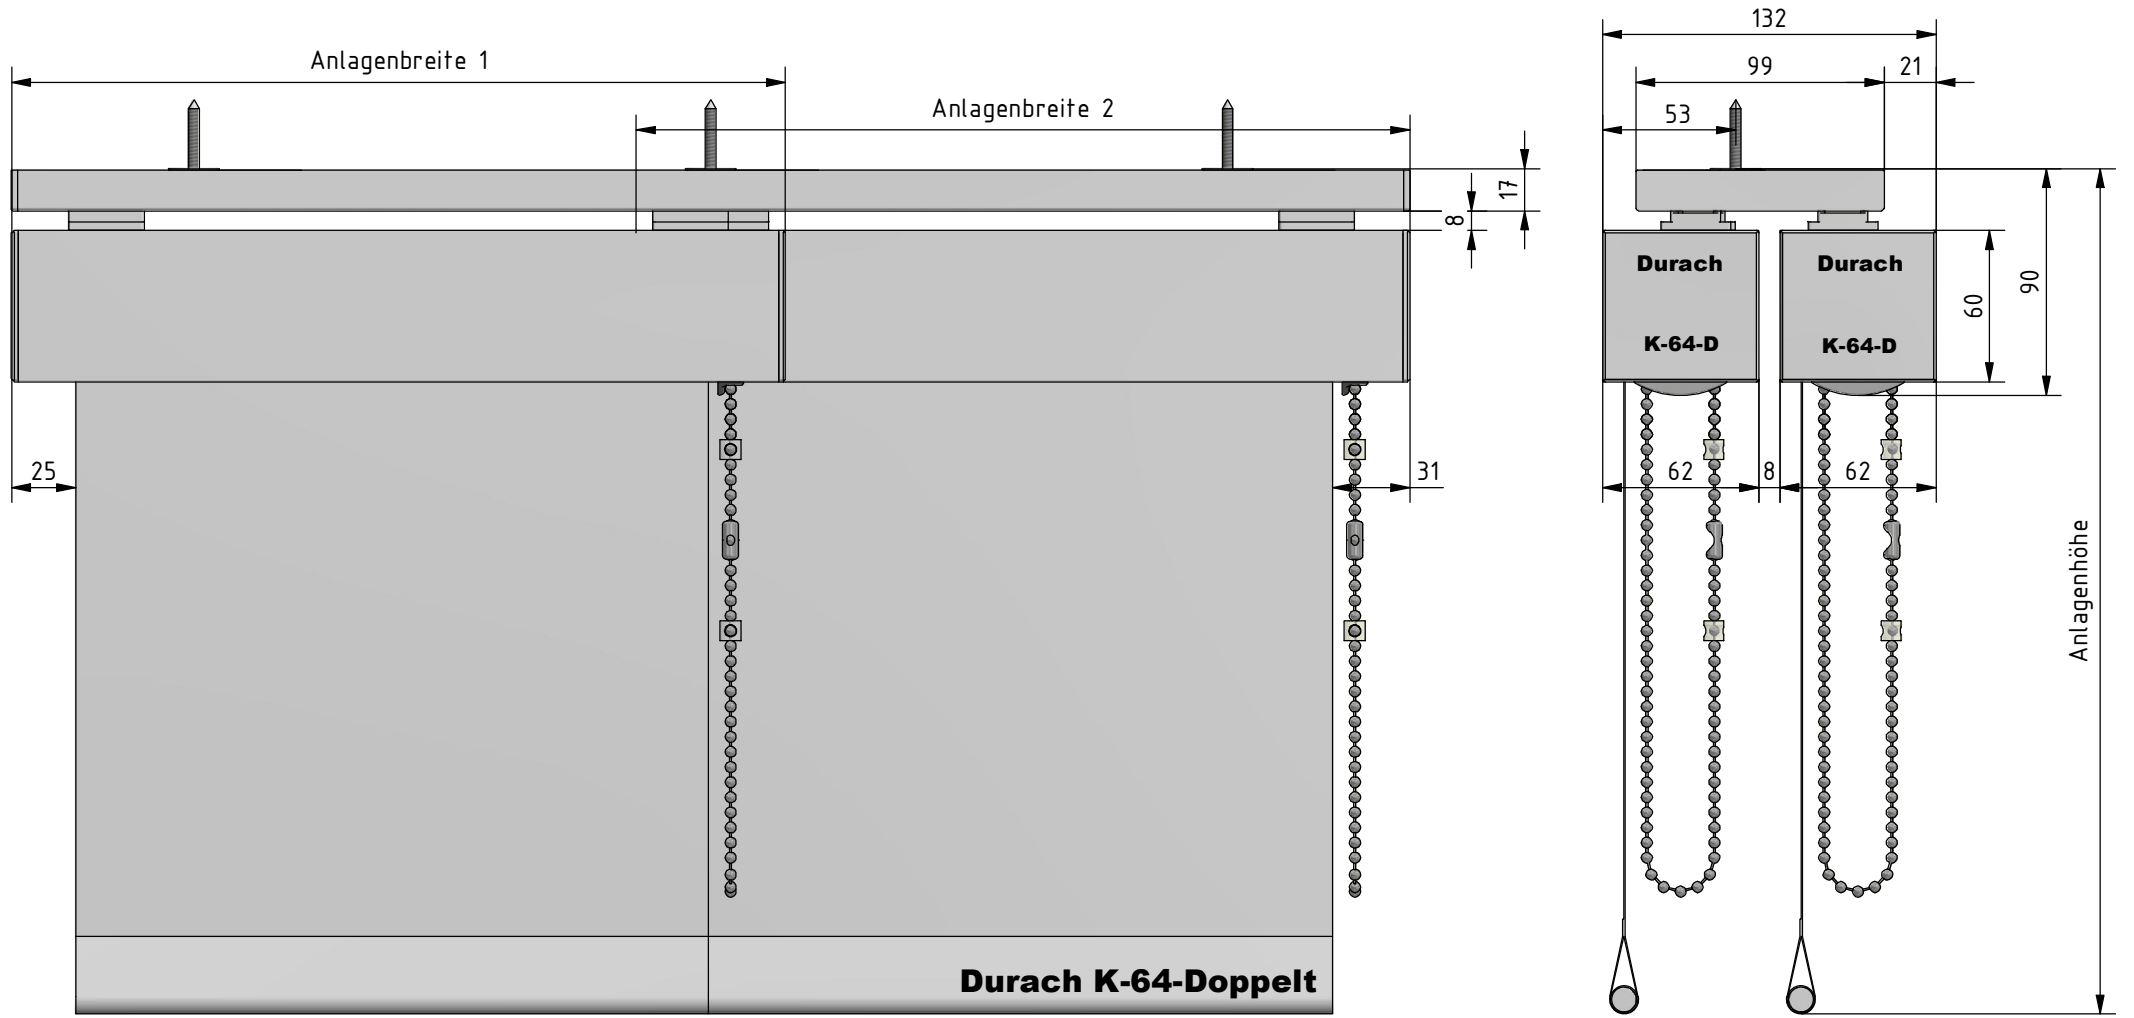 132
Anlagenbreite 1
99
21
Anlagenbreite 2
53
17
8
Durach
Durach
90
60
K-64-D
K-64-D
25
31
62
8
62
Anlagenhöhe
Durach K-64-Doppelt